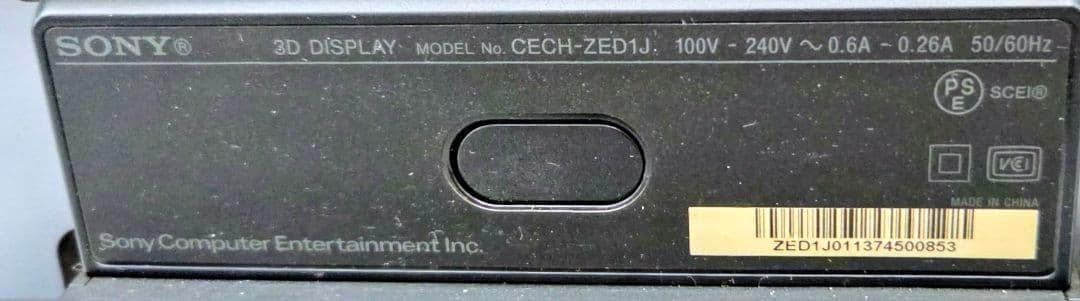 SONY® 3D DISPLAY MODEL No. CECH-ZED1J 100V - 240V ~ 0.6A - 0.26A 50/60Hz
PS
E
SCEI®
VCI
MADE IN CHINA
Sony Computer Entertainment Inc.
ZED1J011374500853